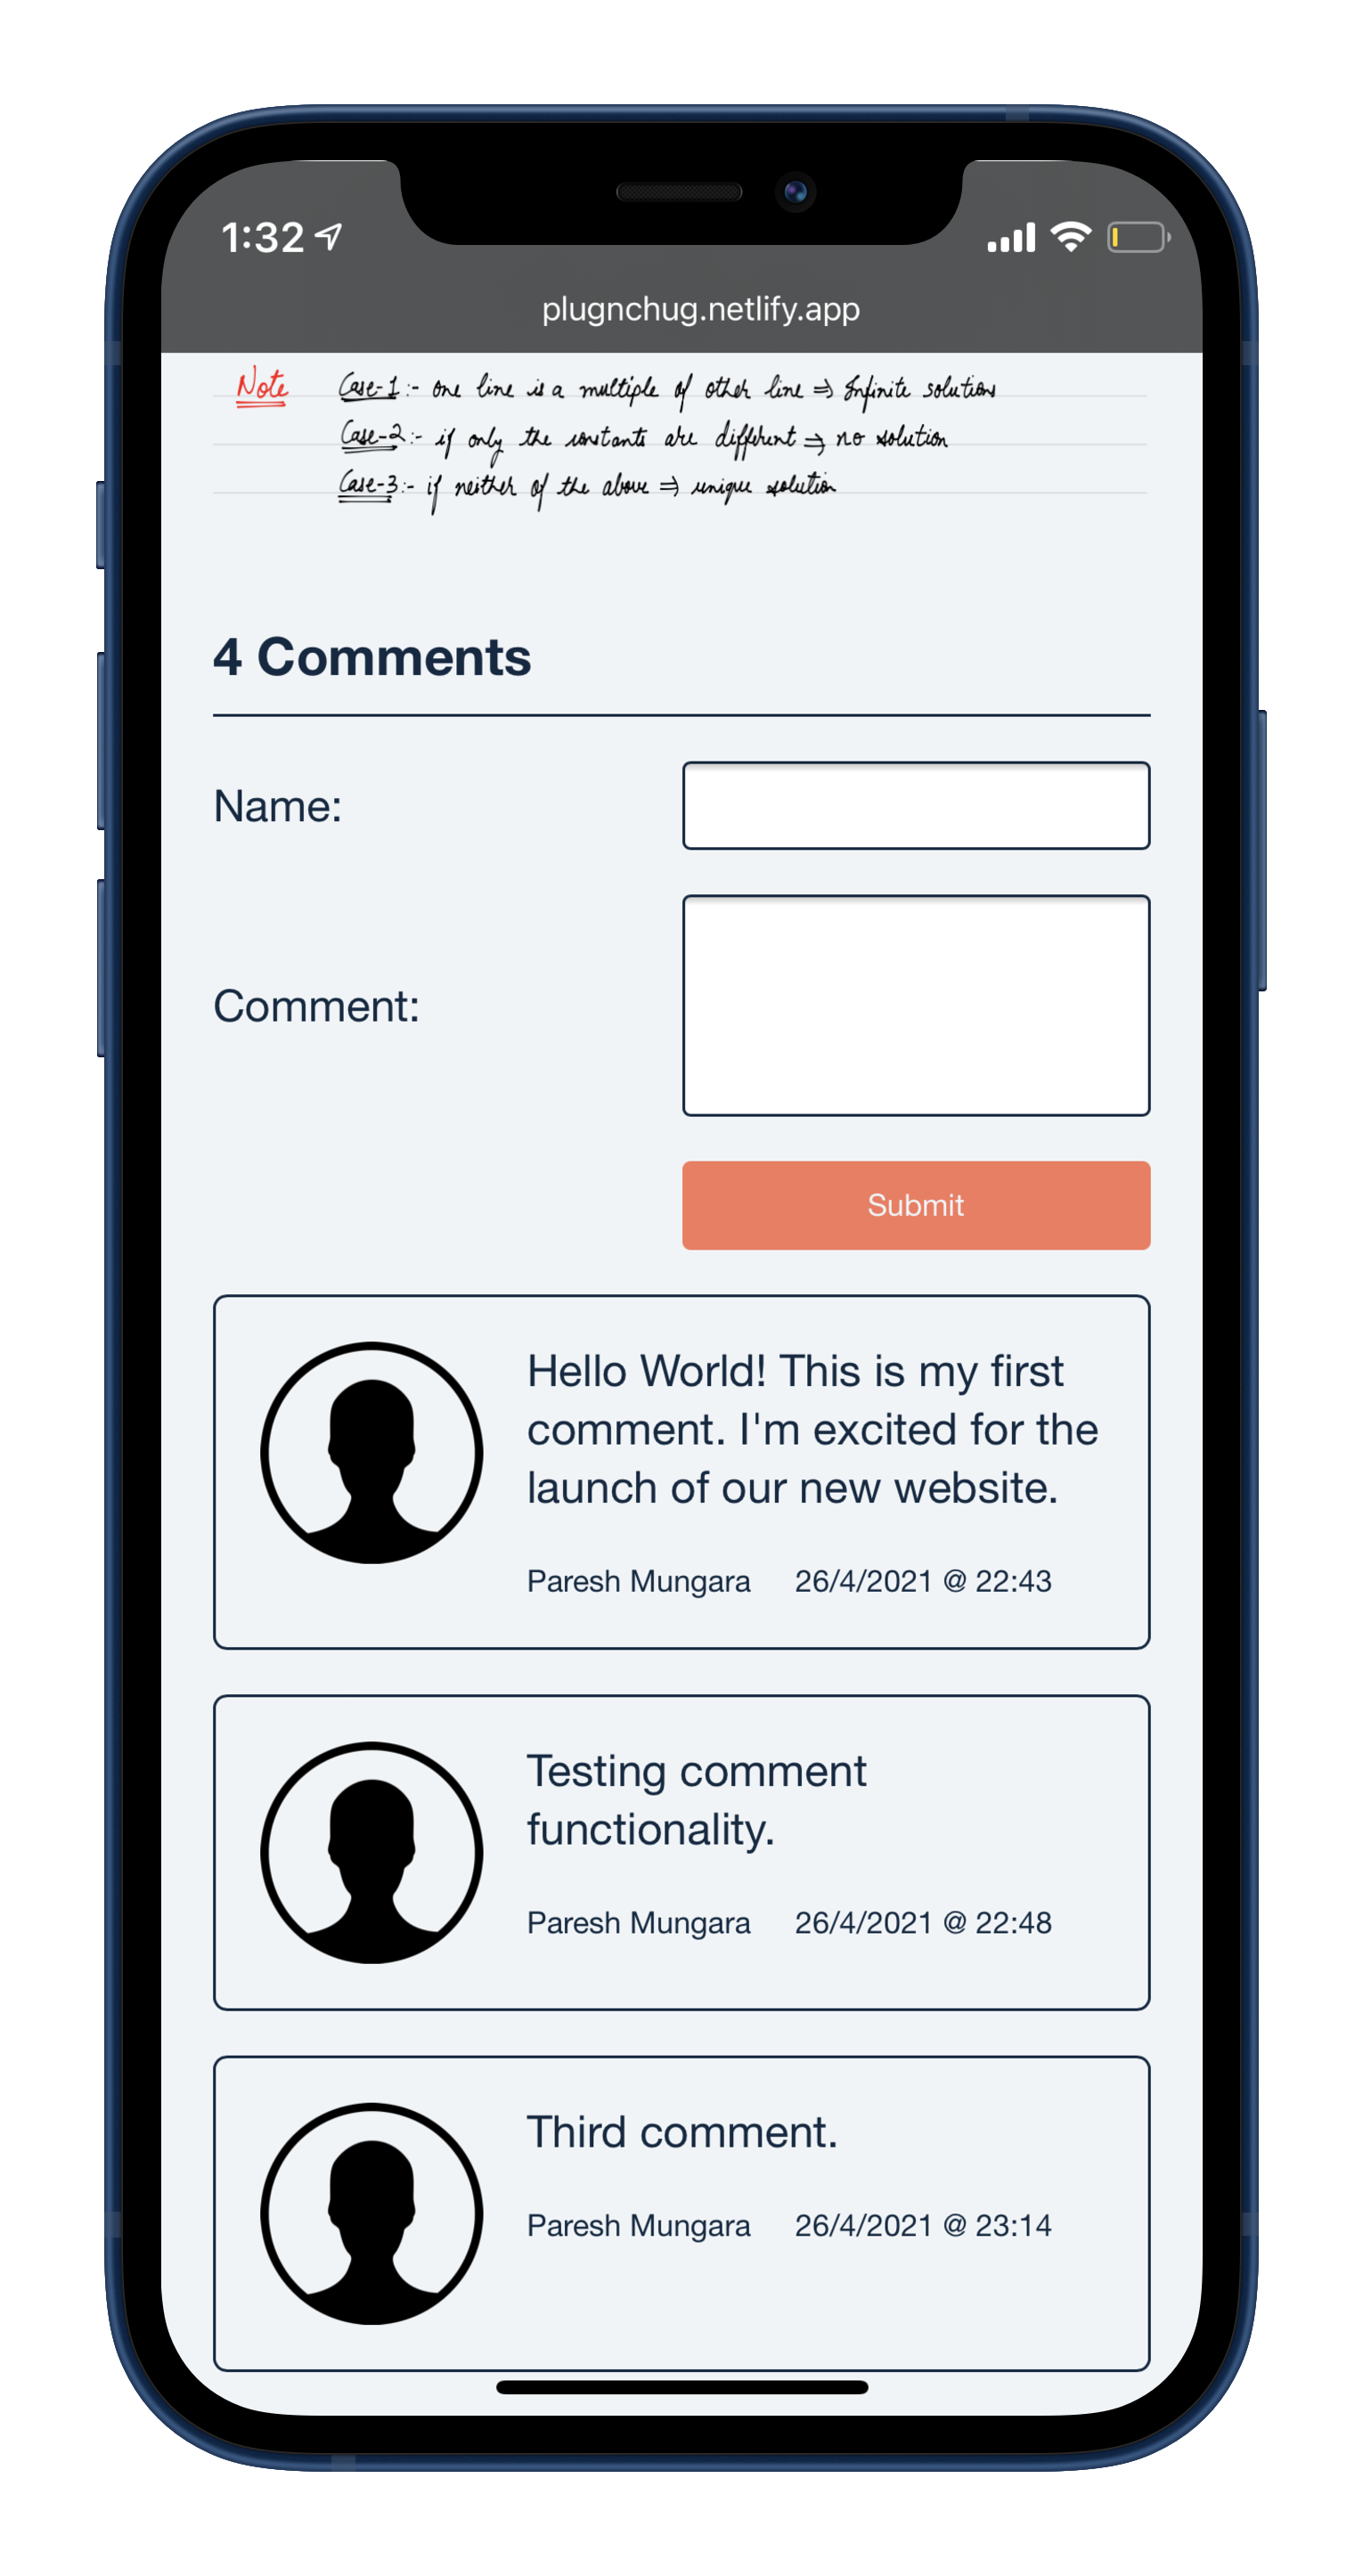 1:32
plugnchug.netlify.app
Note Case-1:- one line is a multiple of other line ⇒ Infinite solutions
Case-2:- if only the constants are different ⇒ no solution
Case-3:- if neither of the above ⇒ unique solution
4 Comments
Name:
Comment:
Submit
Hello World! This is my first
comment. I'm excited for the
launch of our new website.
Paresh Mungara 26/4/2021 @ 22:43
Testing comment
functionality.
Paresh Mungara 26/4/2021 @ 22:48
Third comment.
Paresh Mungara 26/4/2021 @ 23:14